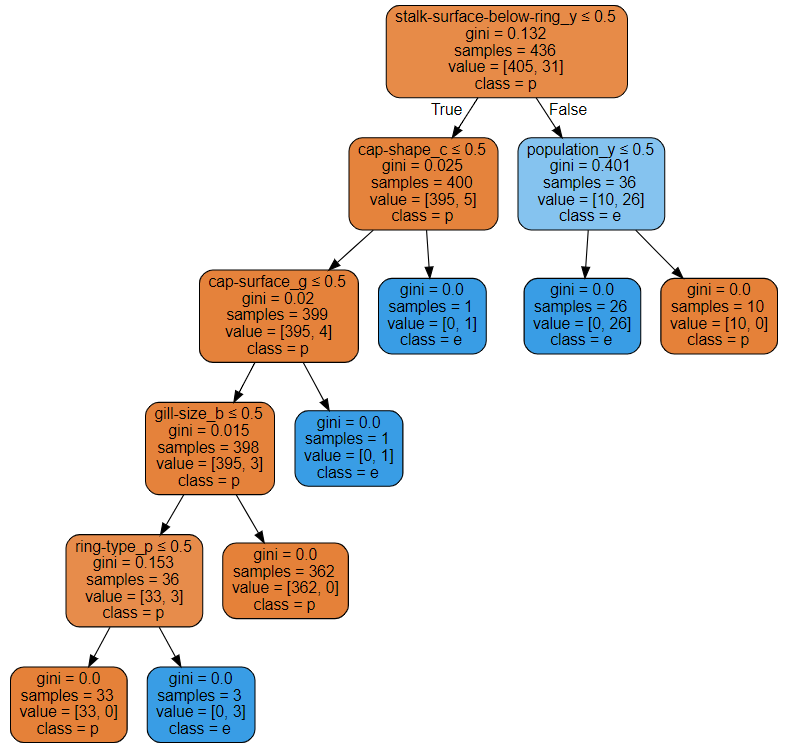 stalk-surface-below-ring_y ≤ 0.5
gini = 0.132
samples = 436
value = [405, 31]
class = p
True
False
cap-shape_c ≤ 0.5
gini = 0.025
samples = 400
value = [395, 5]
class = p
population_y ≤ 0.5
gini = 0.401
samples = 36
value = [10, 26]
class = e
cap-surface_g ≤ 0.5
gini = 0.02
samples = 399
value = [395, 4]
class = p
gini = 0.0
samples = 1
value = [0, 1]
class = e
gini = 0.0
samples = 26
value = [0, 26]
class = e
gini = 0.0
samples = 10
value = [10, 0]
class = p
gill-size_b ≤ 0.5
gini = 0.015
samples = 398
value = [395, 3]
class = p
gini = 0.0
samples = 1
value = [0, 1]
class = e
ring-type_p ≤ 0.5
gini = 0.153
samples = 36
value = [33, 3]
class = p
gini = 0.0
samples = 362
value = [362, 0]
class = p
gini = 0.0
samples = 33
value = [33, 0]
class = p
gini = 0.0
samples = 3
value = [0, 3]
class = e